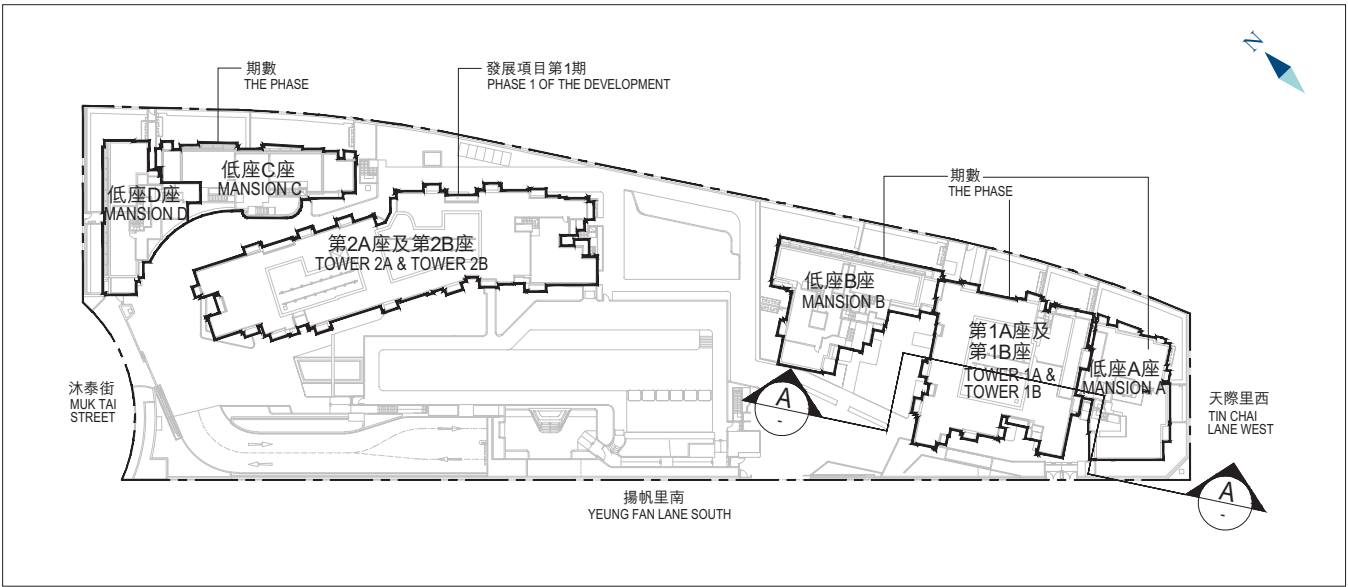 N
期數
THE PHASE
發展項目第1期
PHASE 1 OF THE DEVELOPMENT
低座C座
MANSION C
低座D座
MANSION D
期數
THE PHASE
第2A座及第2B座
TOWER 2A & TOWER 2B
低座B座
MANSION B
第1A座及
第1B座
TOWER 1A &
TOWER 1B
低座A座
MANSION A
沐泰街
MUK TAI
STREET
天際里西
TIN CHAI
LANE WEST
A
-
A
-
揚帆里南
YEUNG FAN LANE SOUTH